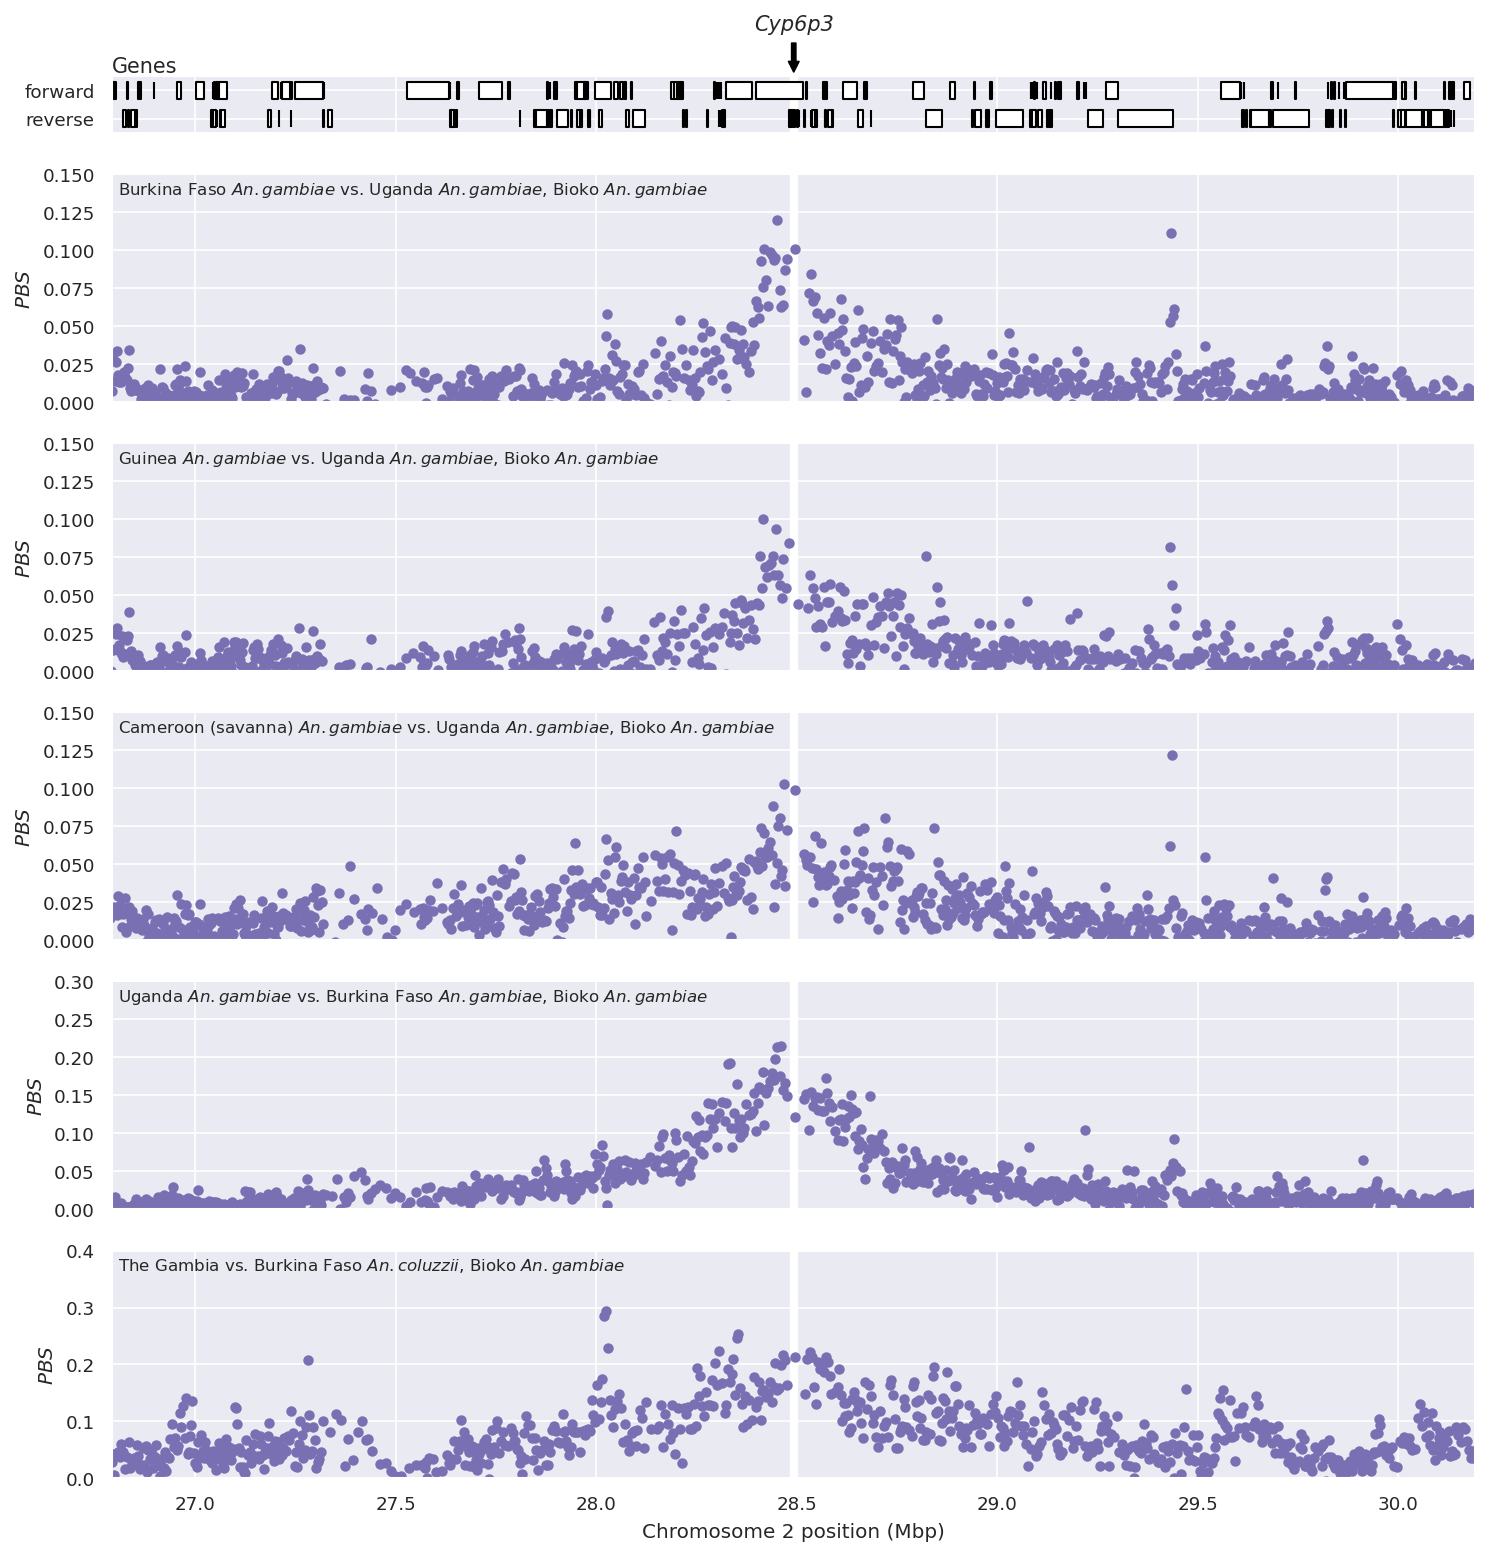 Cyp6p3
Genes
forward
reverse
0.150
Burkina Faso An. gambiae vs. Uganda An. gambiae, Bioko An. gambiae
0.125
0.100
0.075
PBS
0.050
0.025
0.000
0.150
Guinea An. gambiae vs. Uganda An. gambiae, Bioko An. gambiae
0.125
0.100
0.075
PBS
0.050
0.025
0.000
0.150
Cameroon (savanna) An. gambiae vs. Uganda An. gambiae, Bioko An. gambiae
0.125
0.100
0.075
PBS
0.050
0.025
0.000
0.30
Uganda An. gambiae vs. Burkina Faso An. gambiae, Bioko An. gambiae
0.25
0.20
0.15
PBS
0.10
0.05
0.00
0.4
The Gambia vs. Burkina Faso An. coluzzii, Bioko An. gambiae
0.3
0.2
PBS
0.1
0.0
27.0 27.5 28.0 28.5 29.0 29.5 30.0
Chromosome 2 position (Mbp)